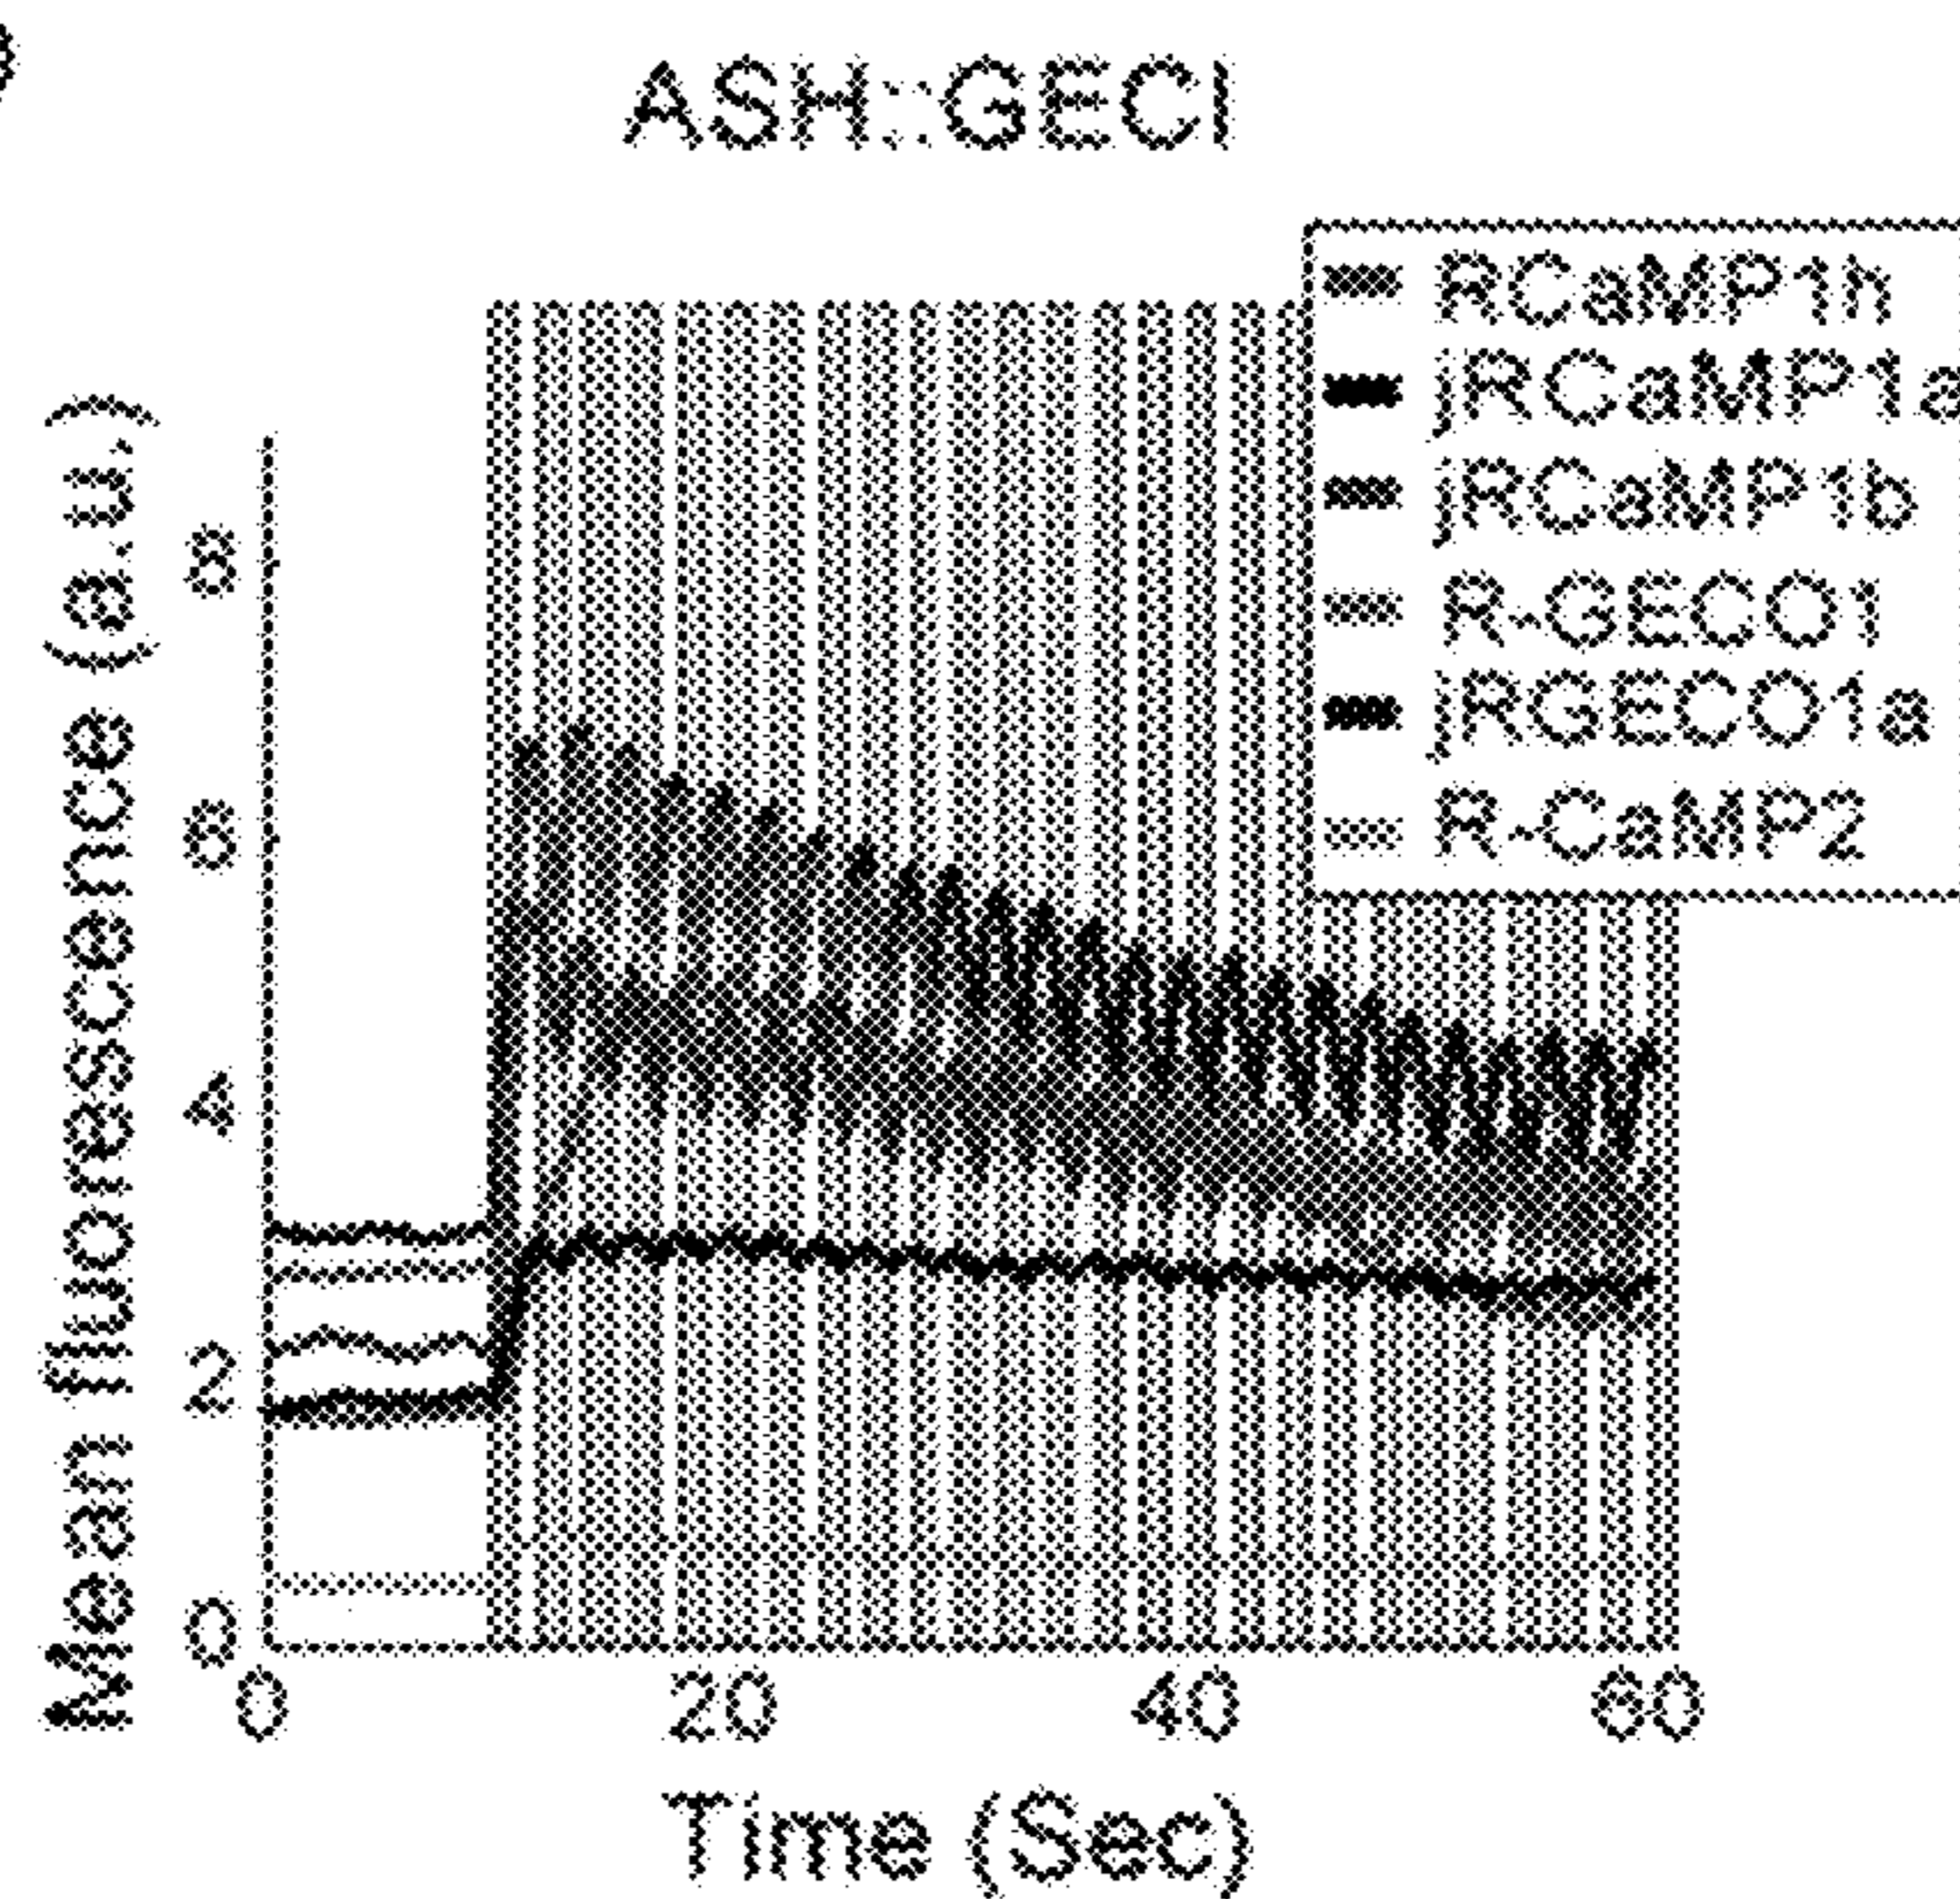 ASH::GECI
RCaMP1h
jRCaMP1a
jRCaMP1b
R-GECO1
jRGECO1a
R-CaMP2
Mean fluorescence (a.u.)
8
6
4
2
0
0 20 40 60
Time (Sec)